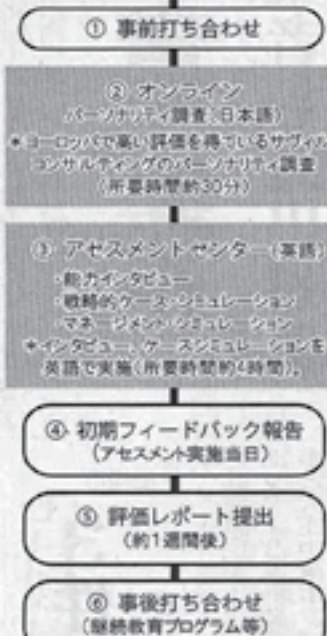 ① 事前打ち合わせ
② オンライン
パーソナリティ調査(日本語)
*ヨーロッパで高い評価を得ているサヴィル
コンサルティングのパーソナリティ調査
(所要時間約30分)
③ アセスメントセンター(英語)
・能力インタビュー
・戦略的ケース・シミュレーション
・マネージメント・シミュレーション
*インタビュー、ケースシミュレーションを
英語で実施(所要時間約4時間)。
④ 初期フィードバック報告
(アセスメント実施当日)
⑤ 評価レポート提出
(約1週間後)
⑥ 事後打ち合わせ
(継続教育プログラム等)